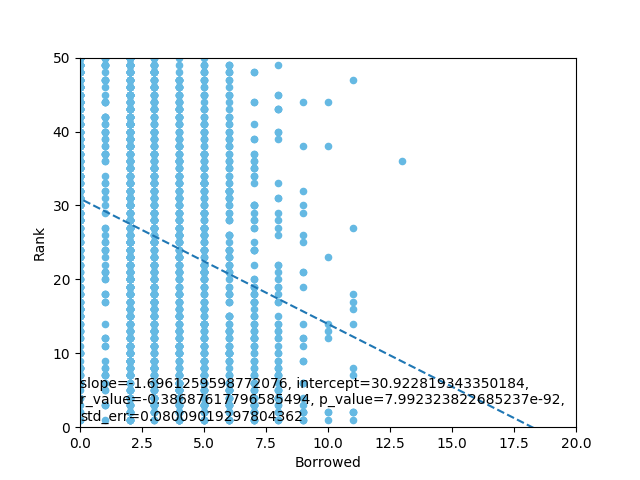 50
40
30
20
10
0
Rank
slope=-1.6961259598772076, intercept=30.922819343350184,
r_value=-0.38687617796585494, p_value=7.992323822685237e-92,
std_err=0.08009019297804362
0.0 2.5 5.0 7.5 10.0 12.5 15.0 17.5 20.0
Borrowed